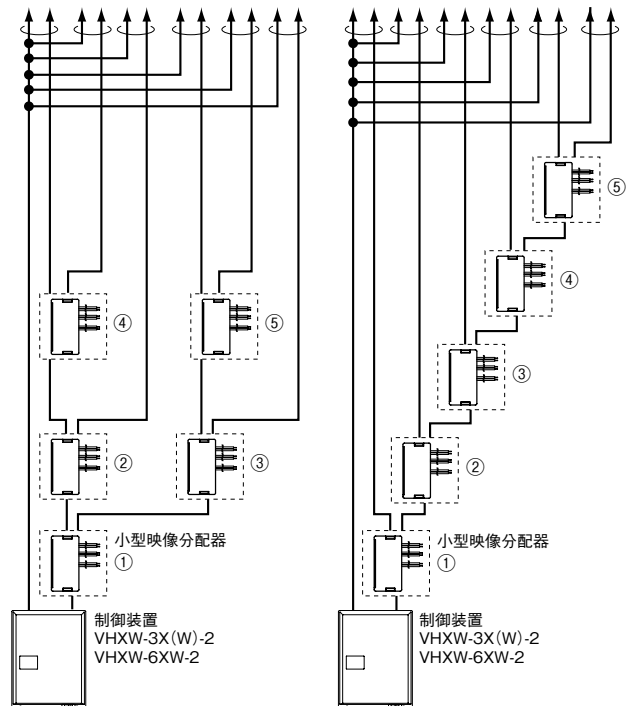 ④
⑤
②
③
小型映像分配器
①
制御装置
VHXW-3X(W)-2
VHXW-6XW-2
⑤
④
③
②
小型映像分配器
①
制御装置
VHXW-3X(W)-2
VHXW-6XW-2